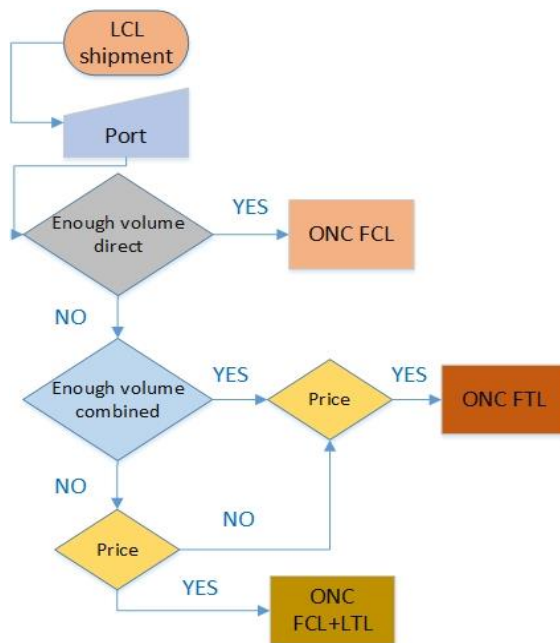 LCL
shipment
Port
Enough volume
direct
YES
ONC FCL
NO
Enough volume
combined
YES
Price
YES
ONC FTL
NO
Price
NO
YES
ONC
FCL+LTL